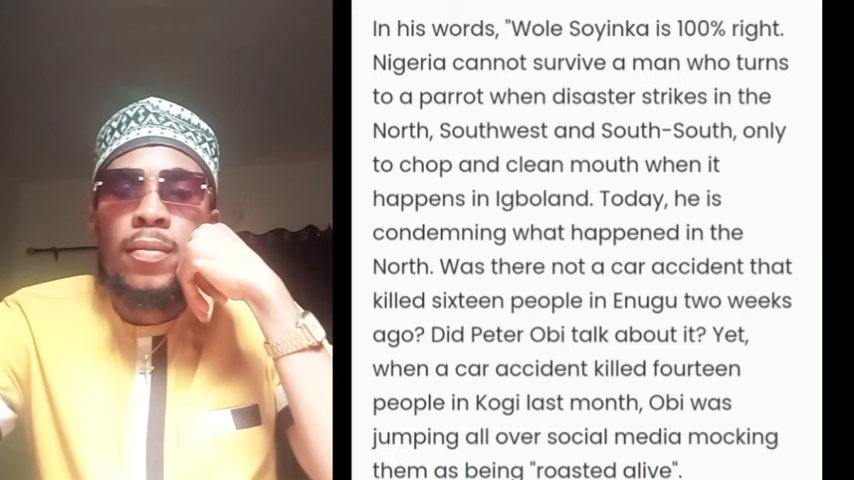 In his words, "Wole Soyinka is 100% right.
Nigeria cannot survive a man who turns
to a parrot when disaster strikes in the
North, Southwest and South-South, only
to chop and clean mouth when it
happens in Igboland. Today, he is
condemning what happened in the
North. Was there not a car accident that
killed sixteen people in Enugu two weeks
ago? Did Peter Obi talk about it? Yet,
when a car accident killed fourteen
people in Kogi last month, Obi was
jumping all over social media mocking
them as being "roasted alive".